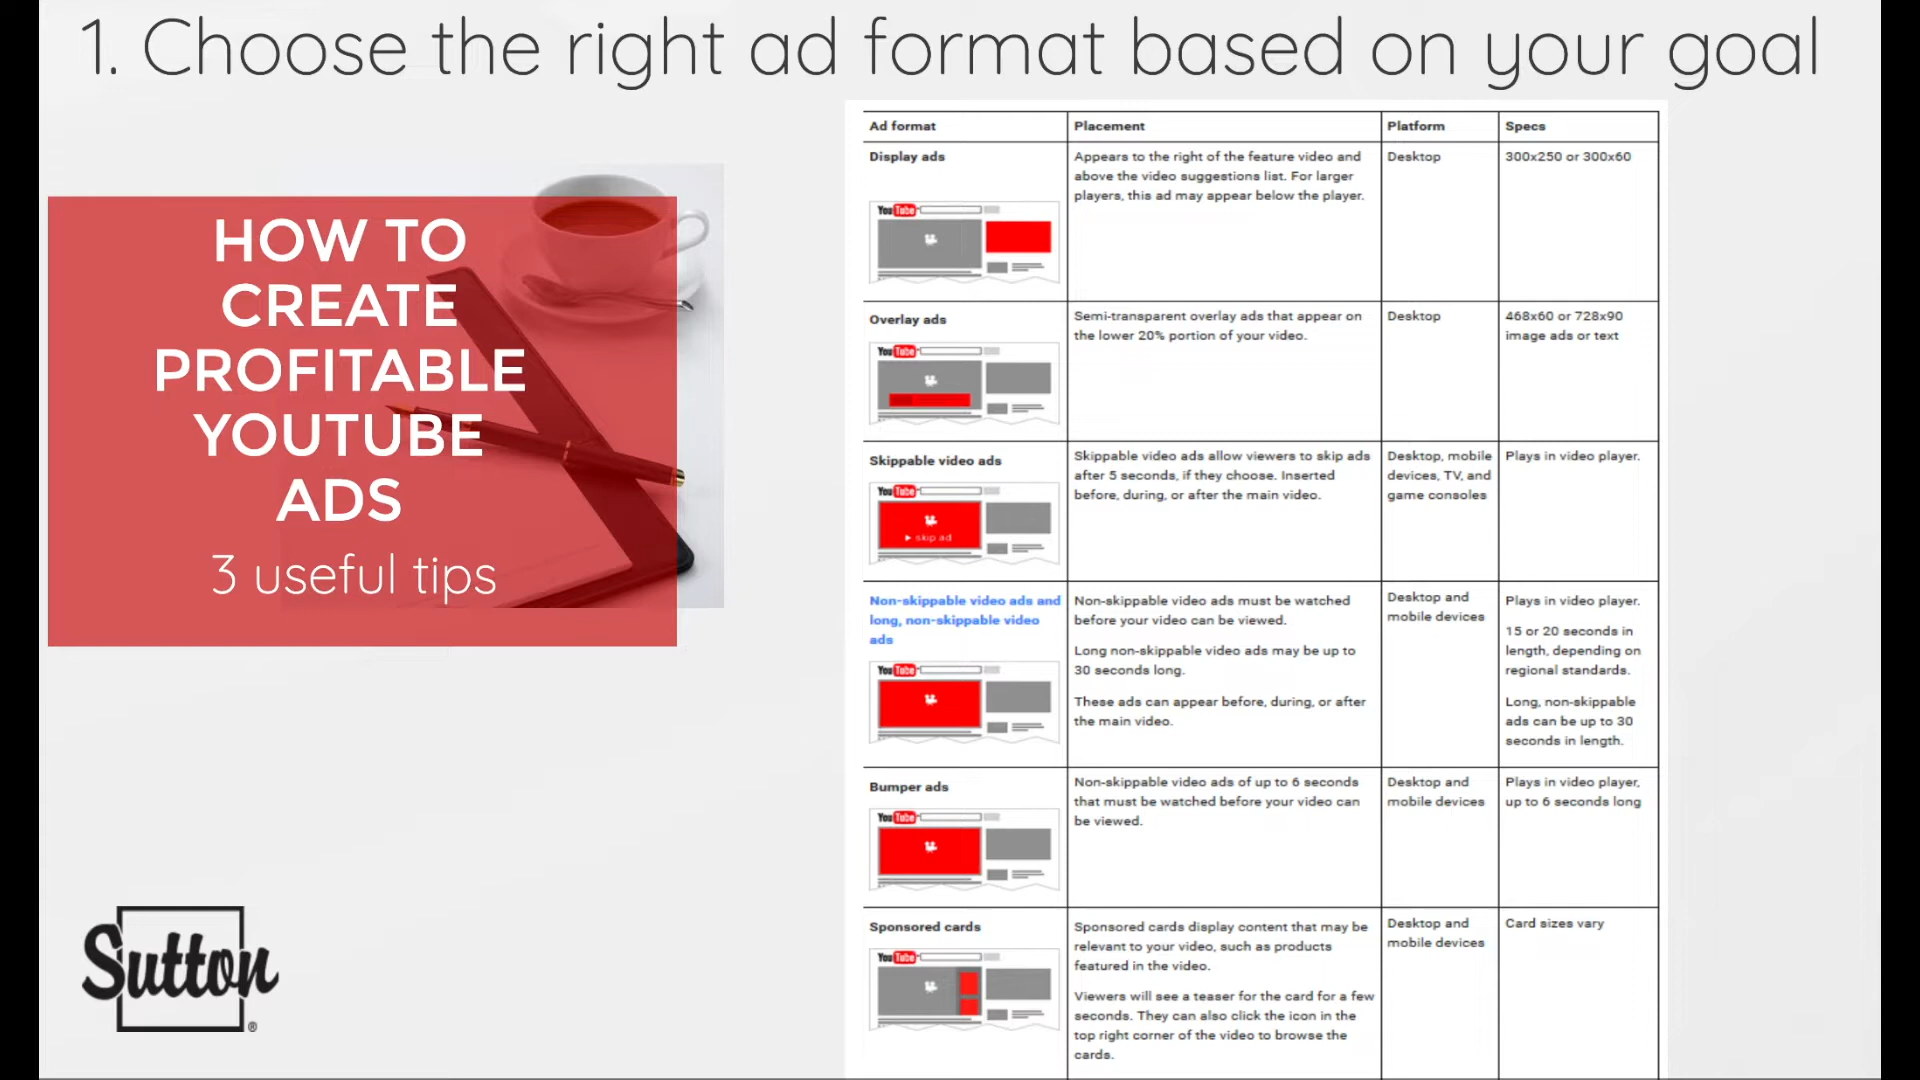 1. Choose the right ad format based on your goal
HOW TO
CREATE
PROFITABLE
YOUTUBE
ADS
3 useful tips
Sutton
®
Ad format
Placement
Platform
Specs
Display ads
Appears to the right of the feature video and
above the video suggestions list. For larger
players, this ad may appear below the player.
Desktop
300x250 or 300x60
YouTube
Overlay ads
Semi-transparent overlay ads that appear on
the lower 20% portion of your video.
Desktop
468x60 or 728x90
image ads or text
YouTube
Skippable video ads
Skippable video ads allow viewers to skip ads
after 5 seconds, if they choose. Inserted
before, during, or after the main video.
Desktop, mobile
devices, TV, and
game consoles
Plays in video player.
YouTube
skip ad
Non-skippable video ads and
long, non-skippable video
ads
Non-skippable video ads must be watched
before your video can be viewed.
Long non-skippable video ads may be up to
30 seconds long.
These ads can appear before, during, or after
the main video.
Desktop and
mobile devices
Plays in video player.
15 or 20 seconds in
length, depending on
regional standards.
Long, non-skippable
ads can be up to 30
seconds in length.
YouTube
Bumper ads
Non-skippable video ads of up to 6 seconds
that must be watched before your video can
be viewed.
Desktop and
mobile devices
Plays in video player,
up to 6 seconds long
YouTube
Sponsored cards
Sponsored cards display content that may be
relevant to your video, such as products
featured in the video.
Viewers will see a teaser for the card for a few
seconds. They can also click the icon in the
top right corner of the video to browse the
cards.
Desktop and
mobile devices
Card sizes vary
YouTube